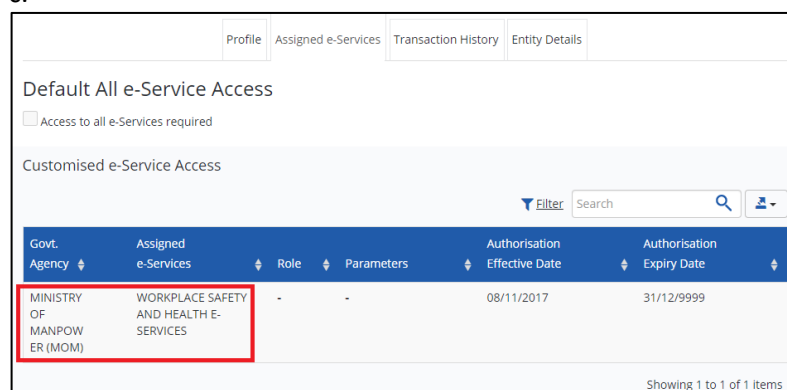 Profile Assigned e-Services Transaction History Entity Details
Default All e-Service Access
Access to all e-Services required
Customised e-Service Access
Filter Search
Govt. Assigned Authorisation Authorisation
Agency e-Services Role Parameters Effective Date Expiry Date
MINISTRY WORKPLACE SAFETY - - 08/11/2017 31/12/9999
OF AND HEALTH E-
MANPOW SERVICES
ER (MOM)
Showing 1 to 1 of 1 items